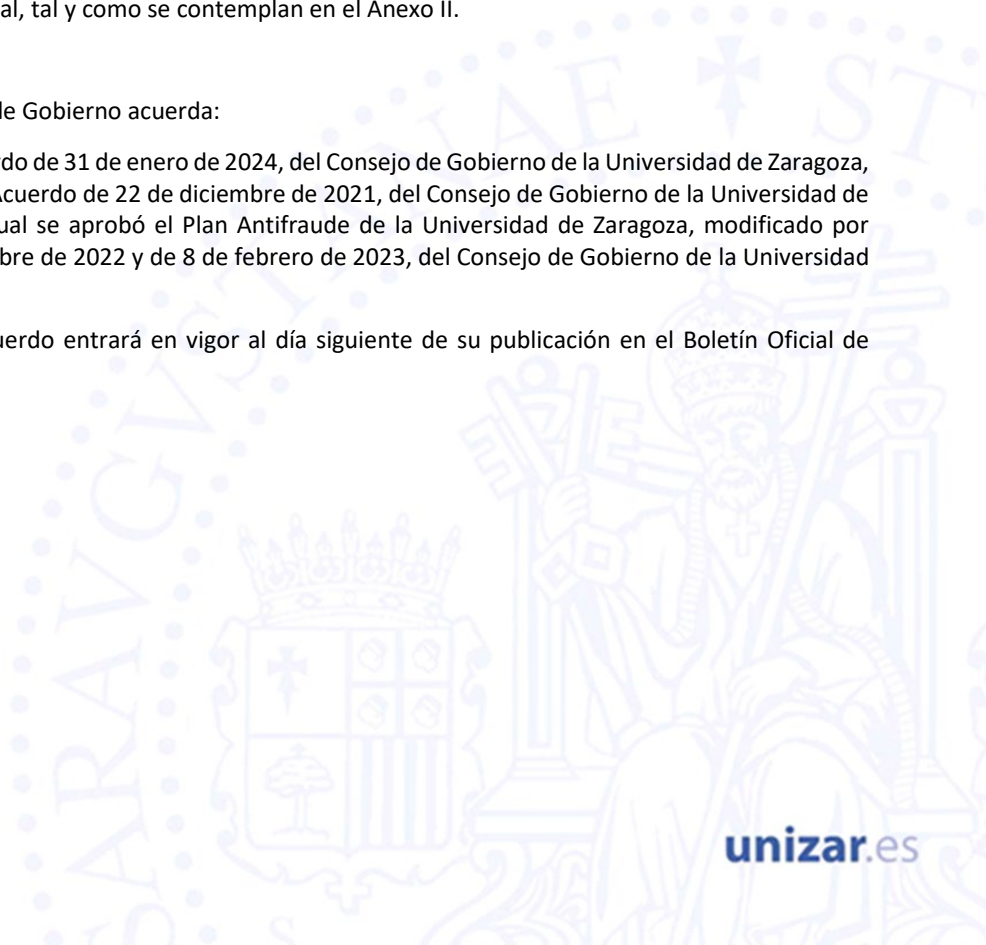 al, tal y como se contemplan en el Anexo II.
de Gobierno acuerda:
rdo de 31 de enero de 2024, del Consejo de Gobierno de la Universidad de Zaragoza,
Acuerdo de 22 de diciembre de 2021, del Consejo de Gobierno de la Universidad de
ual se aprobó el Plan Antifraude de la Universidad de Zaragoza, modificado por
bre de 2022 y de 8 de febrero de 2023, del Consejo de Gobierno de la Universidad
uerdo entrará en vigor al día siguiente de su publicación en el Boletín Oficial de
unizar.es